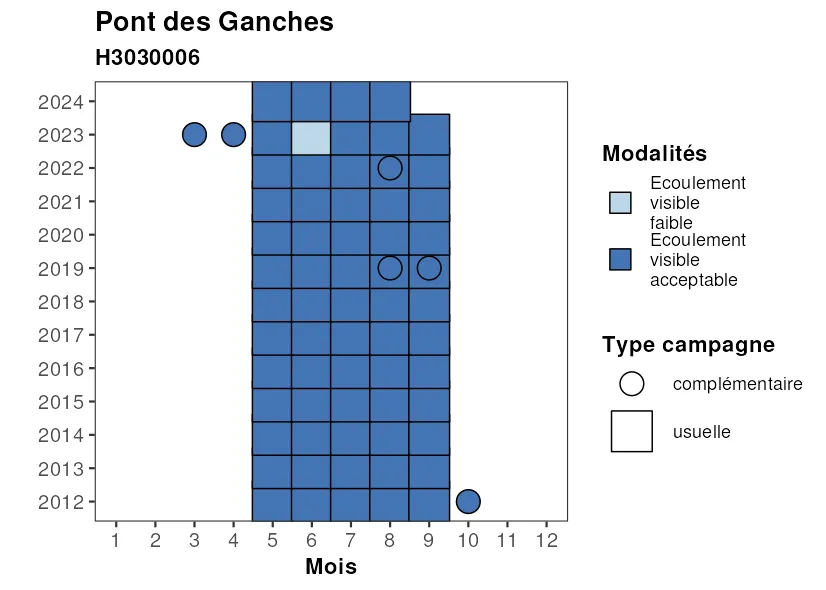 Pont des Ganches
H3030006
2024
2023
2022
2021
2020
2019
2018
2017
2016
2015
2014
2013
2012
1 2 3 4 5 6 7 8 9 10 11 12
Mois
Modalités
Ecoulement
visible
faible
Ecoulement
visible
acceptable
Type campagne
complémentaire
usuelle